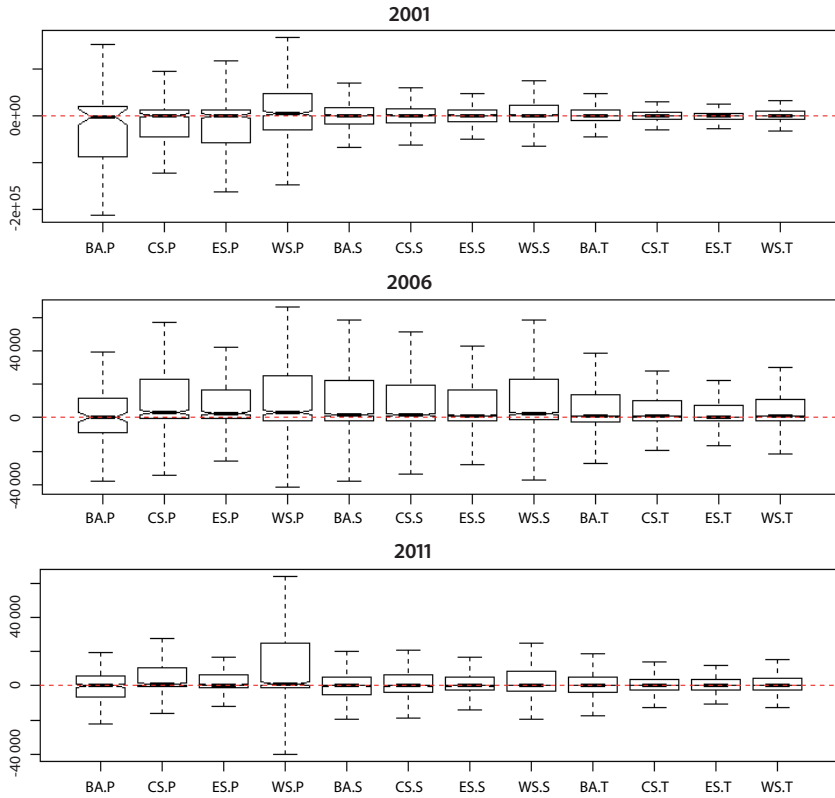 2001
0e+00
-2e+05
BA.P CS.P ES.P WS.P BA.S CS.S ES.S WS.S BA.T CS.T ES.T WS.T
2006
40 000
0
-40 000
BA.P CS.P ES.P WS.P BA.S CS.S ES.S WS.S BA.T CS.T ES.T WS.T
2011
40 000
0
-40 000
BA.P CS.P ES.P WS.P BA.S CS.S ES.S WS.S BA.T CS.T ES.T WS.T